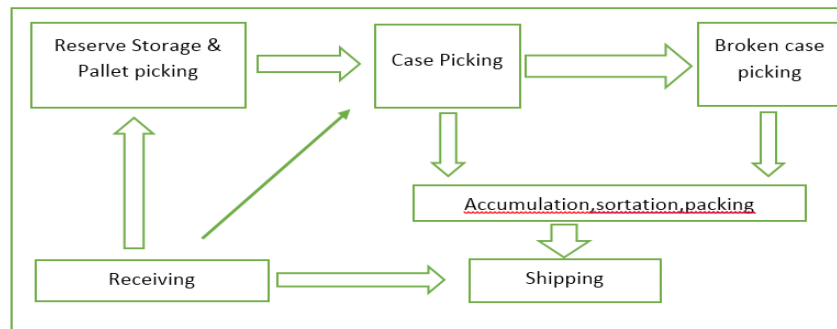 Reserve Storage &
Pallet picking
Case Picking
Broken case
picking
Accumulation,sortation,packing
Receiving
Shipping